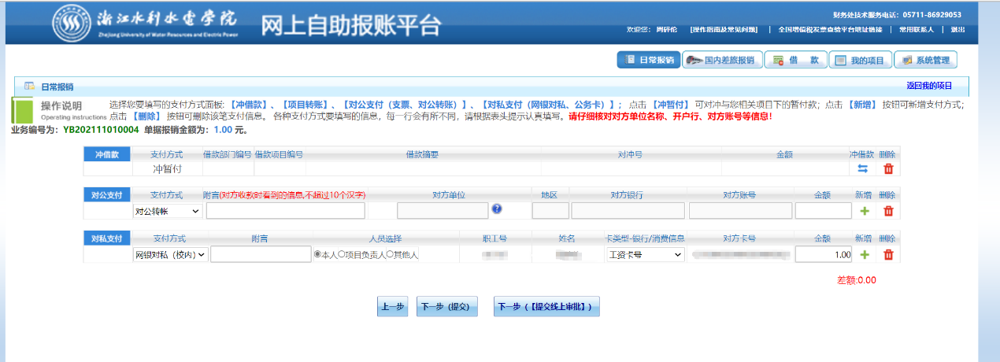 浙江水利水电学院
Zhejiang University of Water Resources and Electric Power
网上自助报账平台
财务处技术服务电话：05711-86929053
欢迎您： [操作指南及常见问题] | 全国增值税发票查验平台地址链接 | 常用联系人 | 退出
日常报销 国内差旅报销 借 款 我的项目 系统管理
日常报销 返回我的项目
操作说明
Operating instructions
选择您要填写的支付方式面板：【冲借款】、【项目转账】、【对公支付（支票、对公转账）】、【对私支付（网银对私、公务卡）】； 点击 【冲暂付】 可对冲与您相关项目下的暂付款；点击 【新增】 按钮可新增支付方式；
点击 【删除】 按钮可删除该笔支付信息。 各种支付方式要填写的信息，每一行会有所不同，请根据表头提示认真填写。请仔细核对对方单位名称、开户行、对方账号等信息！
业务编号为： YB202111010004 单据报销金额为： 1.00 元。
冲借款 支付方式 借款部门编号 借款项目编号 借款摘要 对冲号 金额 冲借款 删除
冲暂付
对公支付 支付方式 附言(对方收款时看到的信息,不超过10个汉字) 对方单位 地区 对方银行 对方账号 金额 新增 删除
对公转帐
对私支付 支付方式 附言 人员选择 职工号 姓名 卡类型-银行/消费信息 对方卡号 金额 新增 删除
网银对私（校内） 本人 项目负责人 其他人 工资卡号 1.00
差额:0.00
上一步 下一步（提交） 下一步（【提交线上审批】）